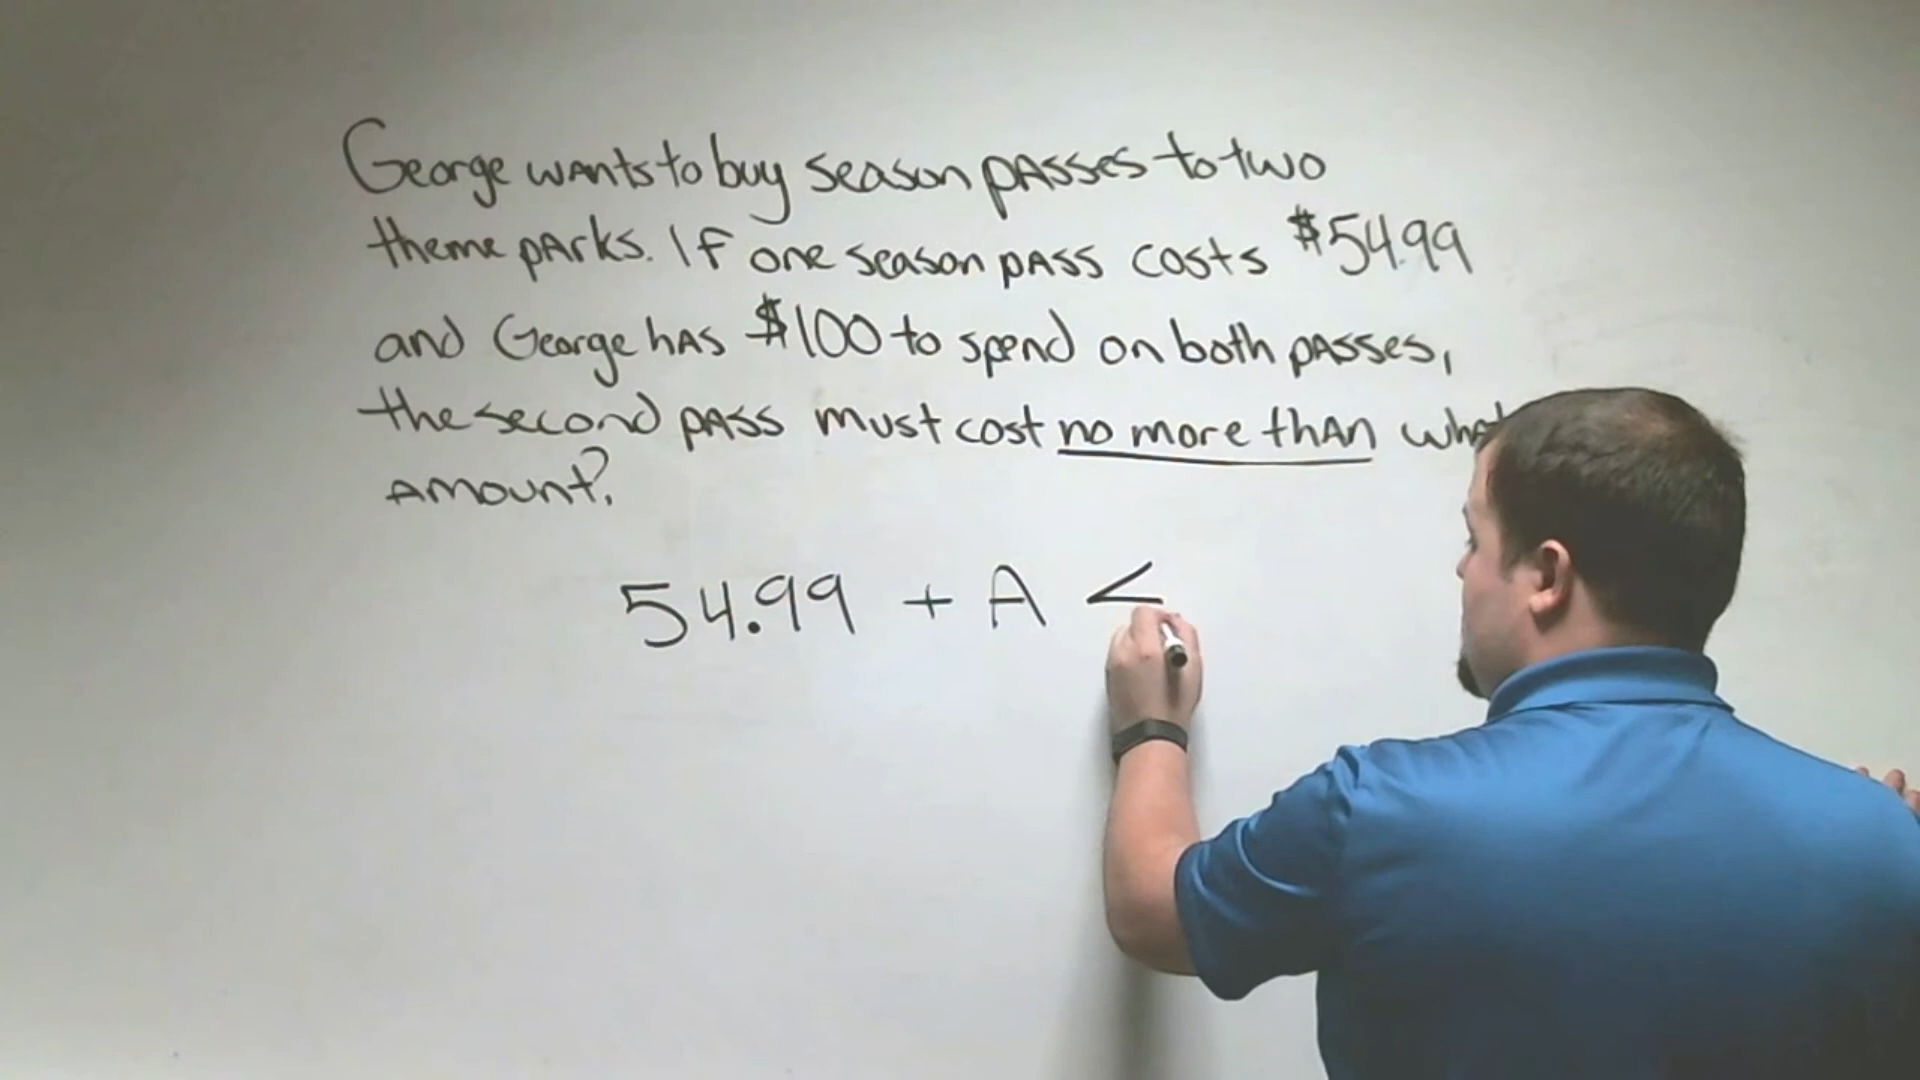 George wants to buy season passes to two
theme parks. If one season pass costs $54.99
and George has $100 to spend on both passes,
the second pass must cost no more than
amount?
54.99 + A <